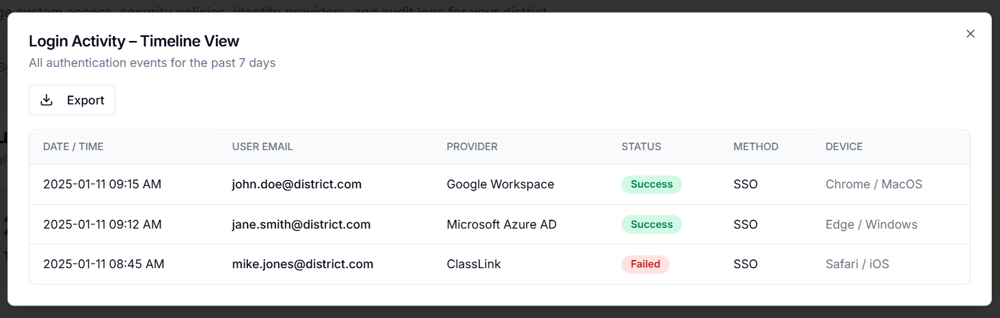 ge system access, security policies, identity providers, and audit logs for your district
Login Activity – Timeline View
All authentication events for the past 7 days
Export
DATE / TIME USER EMAIL PROVIDER STATUS METHOD DEVICE
2025-01-11 09:15 AM john.doe@district.com Google Workspace Success SSO Chrome / MacOS
2025-01-11 09:12 AM jane.smith@district.com Microsoft Azure AD Success SSO Edge / Windows
2025-01-11 08:45 AM mike.jones@district.com ClassLink Failed SSO Safari / iOS